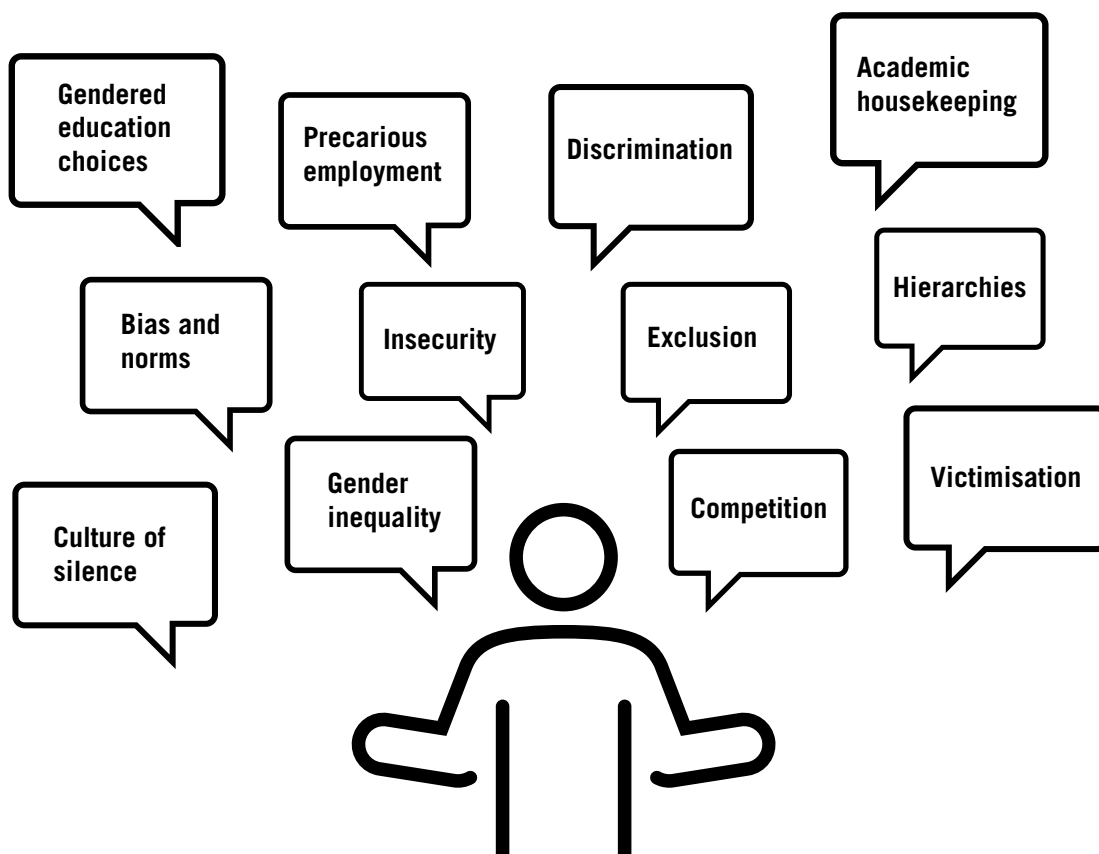 Gendered
education
choices
Precarious
employment
Discrimination
Academic
housekeeping
Bias and
norms
Insecurity
Exclusion
Hierarchies
Culture of
silence
Gender
inequality
Competition
Victimisation